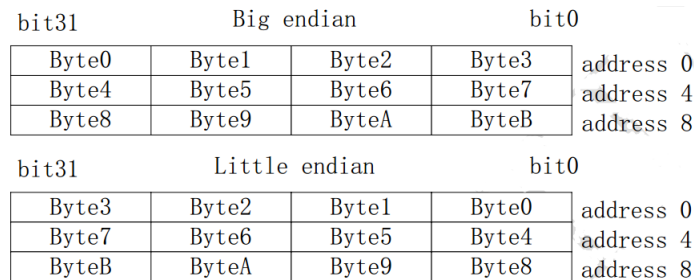 bit31 Big endian bit0
Byte0 Byte1 Byte2 Byte3 address 0
Byte4 Byte5 Byte6 Byte7 address 4
Byte8 Byte9 ByteA ByteB address 8
bit31 Little endian bit0
Byte3 Byte2 Byte1 Byte0 address 0
Byte7 Byte6 Byte5 Byte4 address 4
ByteB ByteA Byte9 Byte8 address 8